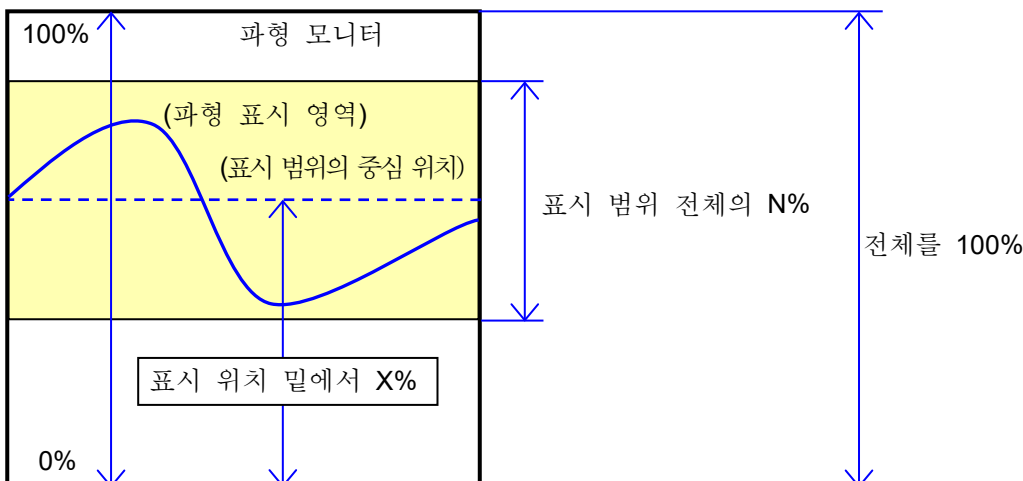 100%
파형 모니터
(파형 표시 영역)
(표시 범위의 중심 위치)
표시 범위 전체의 N%
전체를 100%
표시 위치 밑에서 X%
0%